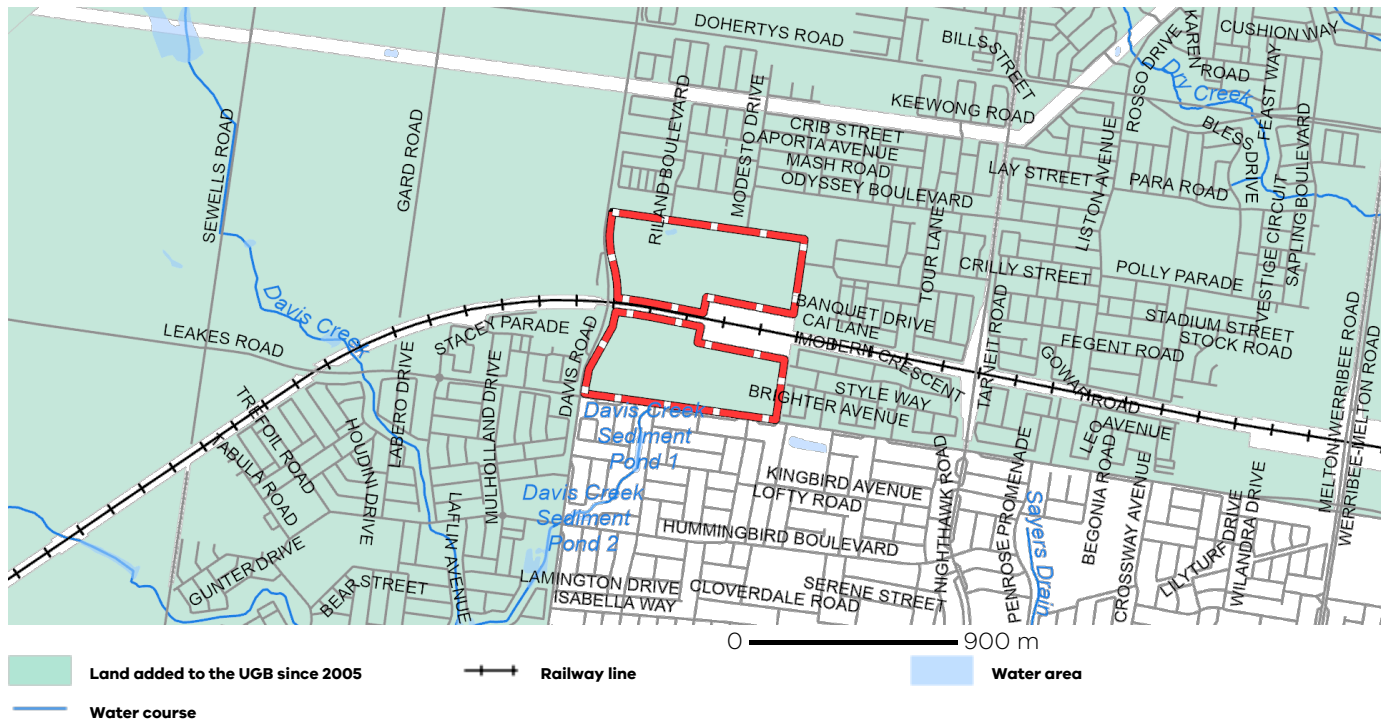 DOHERTYS ROAD
BILLS STREET
KAREN ROAD
CUSHION WAY
ROSSO DRIVE
Dry Creek
FEAST WAY
SEWELLS ROAD
GARD ROAD
RIILAND BOULEVARD
MODESTO DRIVE
KEEWONG ROAD
CRIB STREET
APORTA AVENUE
MASH ROAD
ODYSSEY BOULEVARD
LAY STREET
LISTON AVENUE
BLESS DRIVE
PARA ROAD
VESTIGE CIRCUIT
SAPLING BOULEVARD
TOUR LANE
CRILLY STREET
POLLY PARADE
Davis Creek
LEAKES ROAD
STACEY PARADE
DAVIS ROAD
BANQUET DRIVE
CAI LANE
MODERN CRESCENT
TARNEIT ROAD
STADIUM STREET
STOCK ROAD
FEGENT ROAD
GOWAR ROAD
MELTON-WERRIBEE ROAD
WERRIBEE-MELTON ROAD
TREFOIL ROAD
TABULA ROAD
HOUDINI DRIVE
LABERO DRIVE
MULHOLLAND DRIVE
STYLE WAY
BRIGHTER AVENUE
LEO AVENUE
Davis Creek
Sediment
Pond 1
Davis Creek
Sediment
Pond 2
KINGBIRD AVENUE
LOFTY ROAD
HUMMINGBIRD BOULEVARD
NIGHTHAWK ROAD
PENROSE PROMENADE
Sayers Drain
BEGONIA ROAD
CROSSWAY AVENUE
LILYTURF DRIVE
WILANDRA DRIVE
GUNTER DRIVE
BEAR STREET
LAFLIN AVENUE
LAMINGTON DRIVE
ISABELLA WAY
CLOVERDALE ROAD
SERENE STREET
0 900 m
Land added to the UGB since 2005
Railway line
Water area
Water course